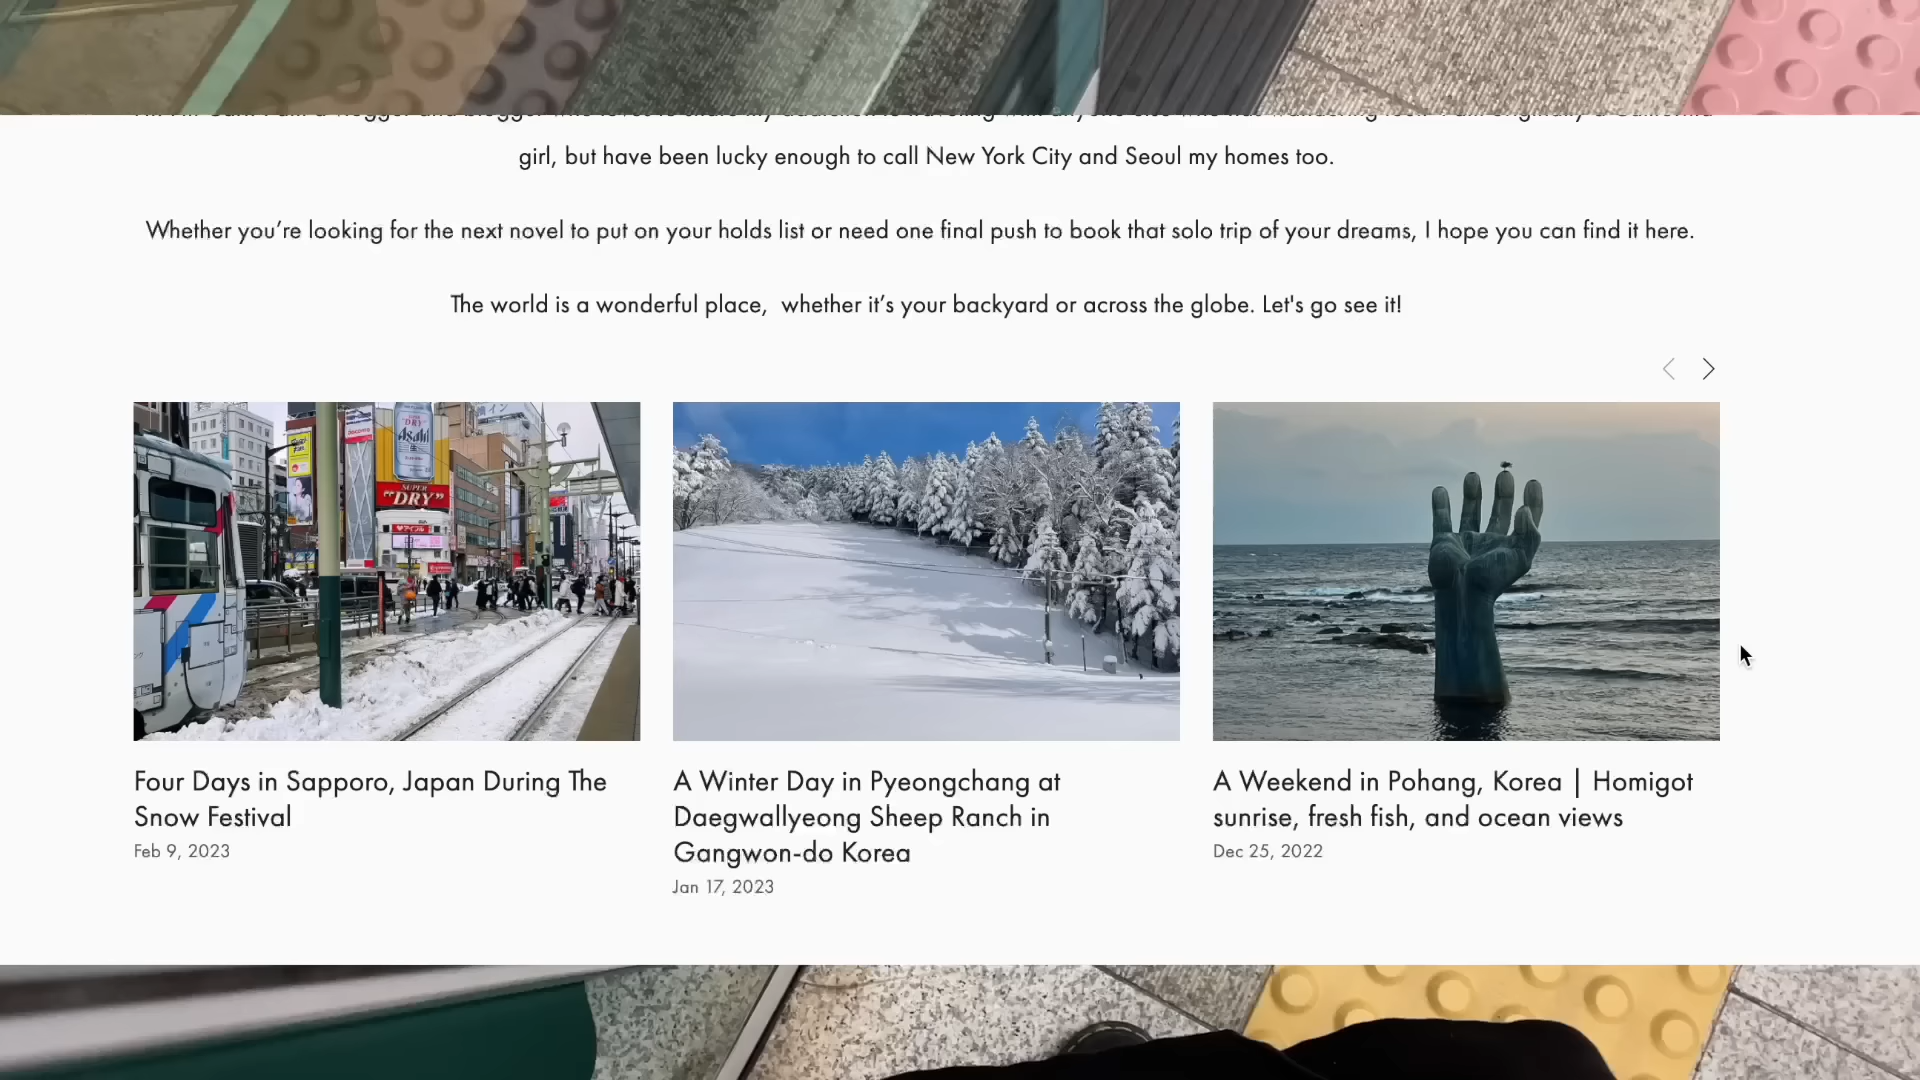 girl, but have been lucky enough to call New York City and Seoul my homes too.
Whether you’re looking for the next novel to put on your holds list or need one final push to book that solo trip of your dreams, I hope you can find it here.
The world is a wonderful place,  whether it’s your backyard or across the globe. Let's go see it!
Asahi
SUPER
"DRY"
Four Days in Sapporo, Japan During The
Snow Festival
Feb 9, 2023
A Winter Day in Pyeongchang at
Daegwallyeong Sheep Ranch in
Gangwon-do Korea
Jan 17, 2023
A Weekend in Pohang, Korea | Homigot
sunrise, fresh fish, and ocean views
Dec 25, 2022